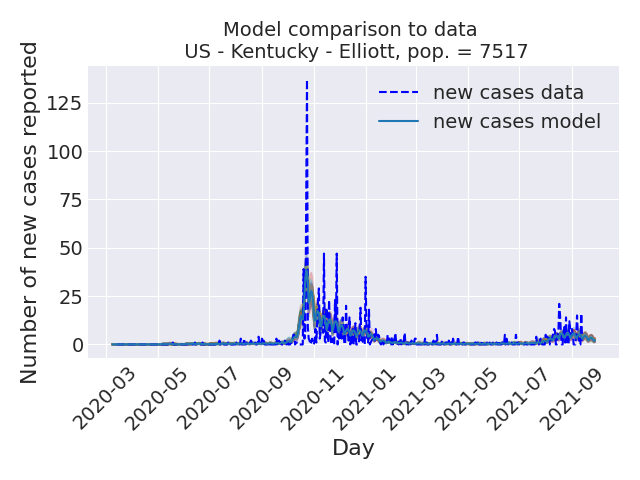 Model comparison to data
US - Kentucky - Elliott, pop. = 7517
Number of new cases reported
125
100
75
50
25
0
new cases data
new cases model
2020-03
2020-05
2020-07
2020-09
2020-11
2021-01
2021-03
2021-05
2021-07
2021-09
Day